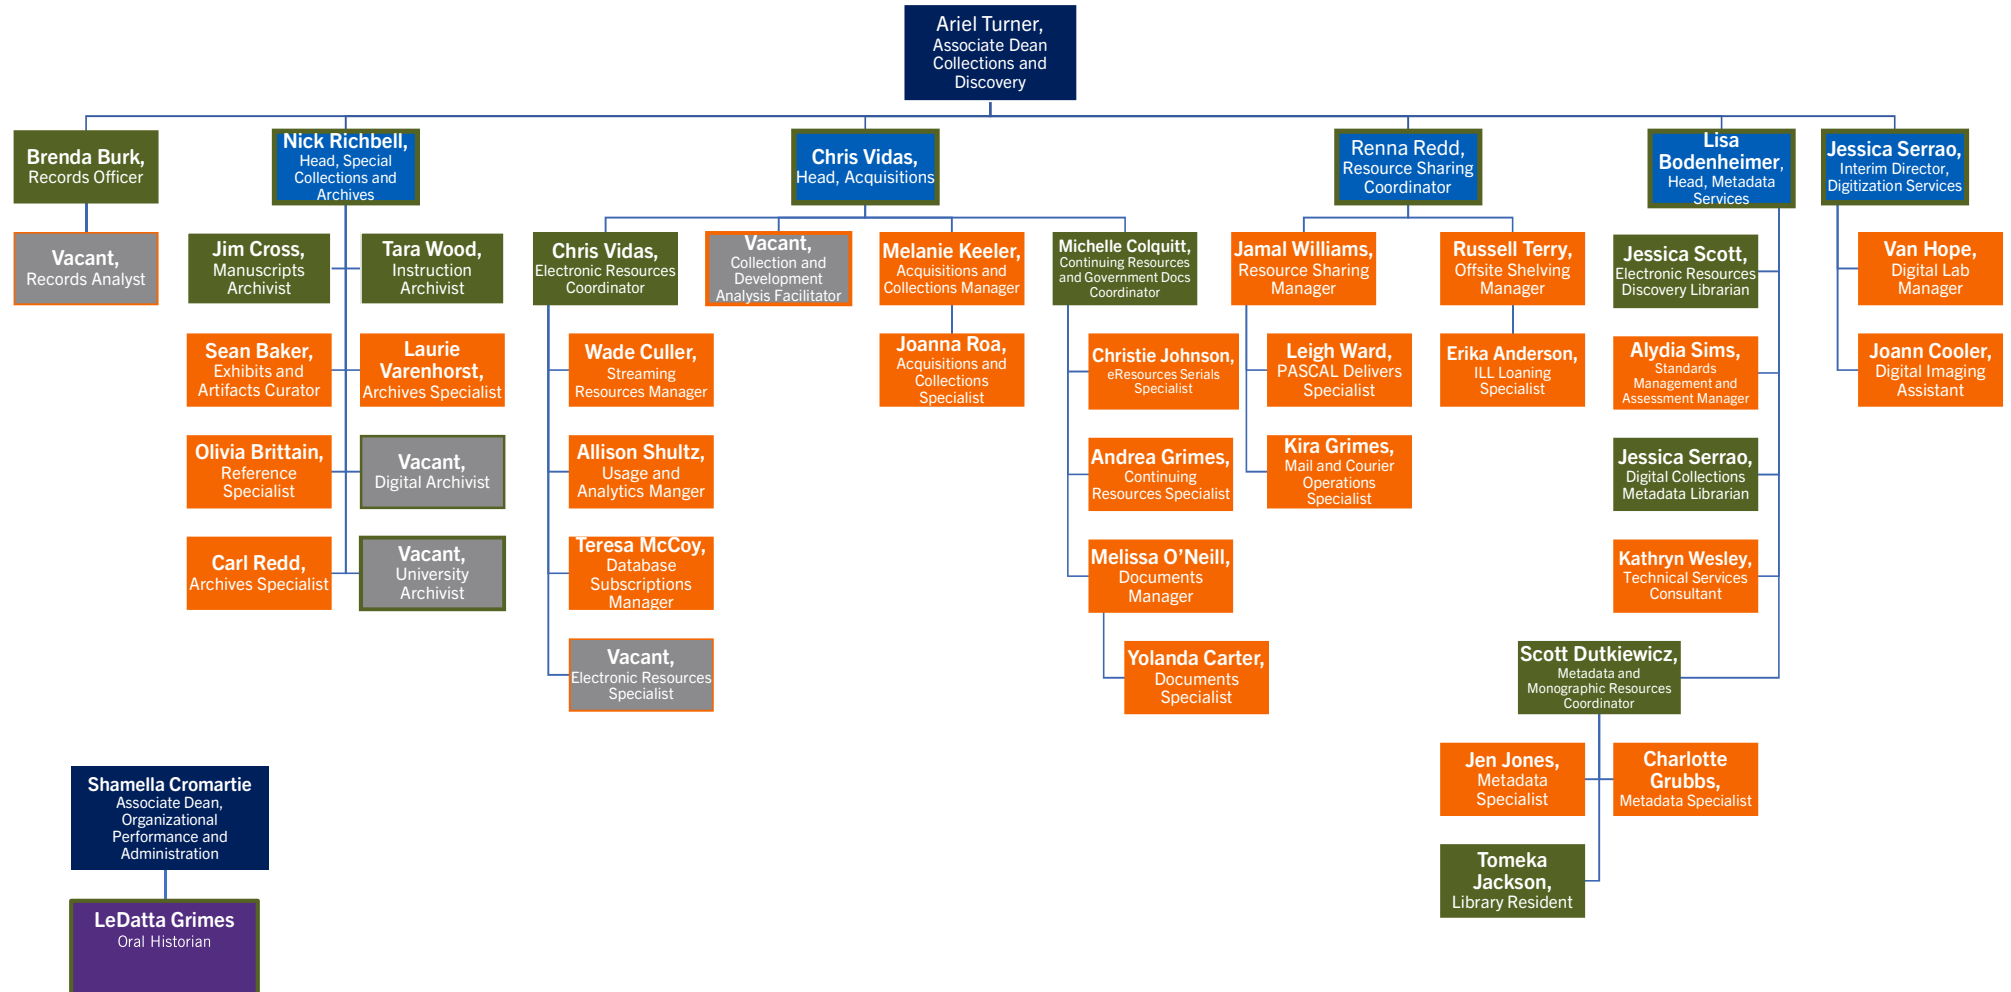 Ariel Turner,
Associate Dean
Collections and
Discovery
Brenda Burk,
Records Officer
Nick Richbell,
Head, Special
Collections and
Archives
Chris Vidas,
Head, Acquisitions
Renna Redd,
Resource Sharing
Coordinator
Lisa
Bodenheimer,
Head, Metadata
Services
Jessica Serrao,
Interim Director,
Digitization Services
Vacant,
Records Analyst
Jim Cross,
Manuscripts
Archivist
Tara Wood,
Instruction
Archivist
Sean Baker,
Exhibits and
Artifacts Curator
Laurie
Varenhorst,
Archives Specialist
Olivia Brittain,
Reference
Specialist
Vacant,
Digital Archivist
Carl Redd,
Archives Specialist
Vacant,
University
Archivist
Chris Vidas,
Electronic Resources
Coordinator
Wade Culler,
Streaming
Resources Manager
Allison Shultz,
Usage and
Analytics Manger
Teresa McCoy,
Database
Subscriptions
Manager
Vacant,
Electronic Resources
Specialist
Vacant,
Collection and
Development
Analysis Facilitator
Melanie Keeler,
Acquisitions and
Collections Manager
Joanna Roa,
Acquisitions and
Collections
Specialist
Michelle Colquitt,
Continuing Resources
and Government Docs
Coordinator
Christie Johnson,
eResources Serials
Specialist
Andrea Grimes,
Continuing
Resources Specialist
Melissa O’Neill,
Documents
Manager
Yolanda Carter,
Documents
Specialist
Jamal Williams,
Resource Sharing
Manager
Leigh Ward,
PASCAL Delivers
Specialist
Kira Grimes,
Mail and Courier
Operations
Specialist
Russell Terry,
Offsite Shelving
Manager
Erika Anderson,
ILL Loaning
Specialist
Jessica Scott,
Electronic Resources
Discovery Librarian
Alydia Sims,
Standards
Management and
Assessment Manager
Jessica Serrao,
Digital Collections
Metadata Librarian
Kathryn Wesley,
Technical Services
Consultant
Scott Dutkiewicz,
Metadata and
Monographic Resources
Coordinator
Jen Jones,
Metadata
Specialist
Charlotte
Grubbs,
Metadata Specialist
Tomeka
Jackson,
Library Resident
Van Hope,
Digital Lab
Manager
Joann Cooler,
Digital Imaging
Assistant
Shamella Cromartie
Associate Dean,
Organizational
Performance and
Administration
LeDatta Grimes
Oral Historian